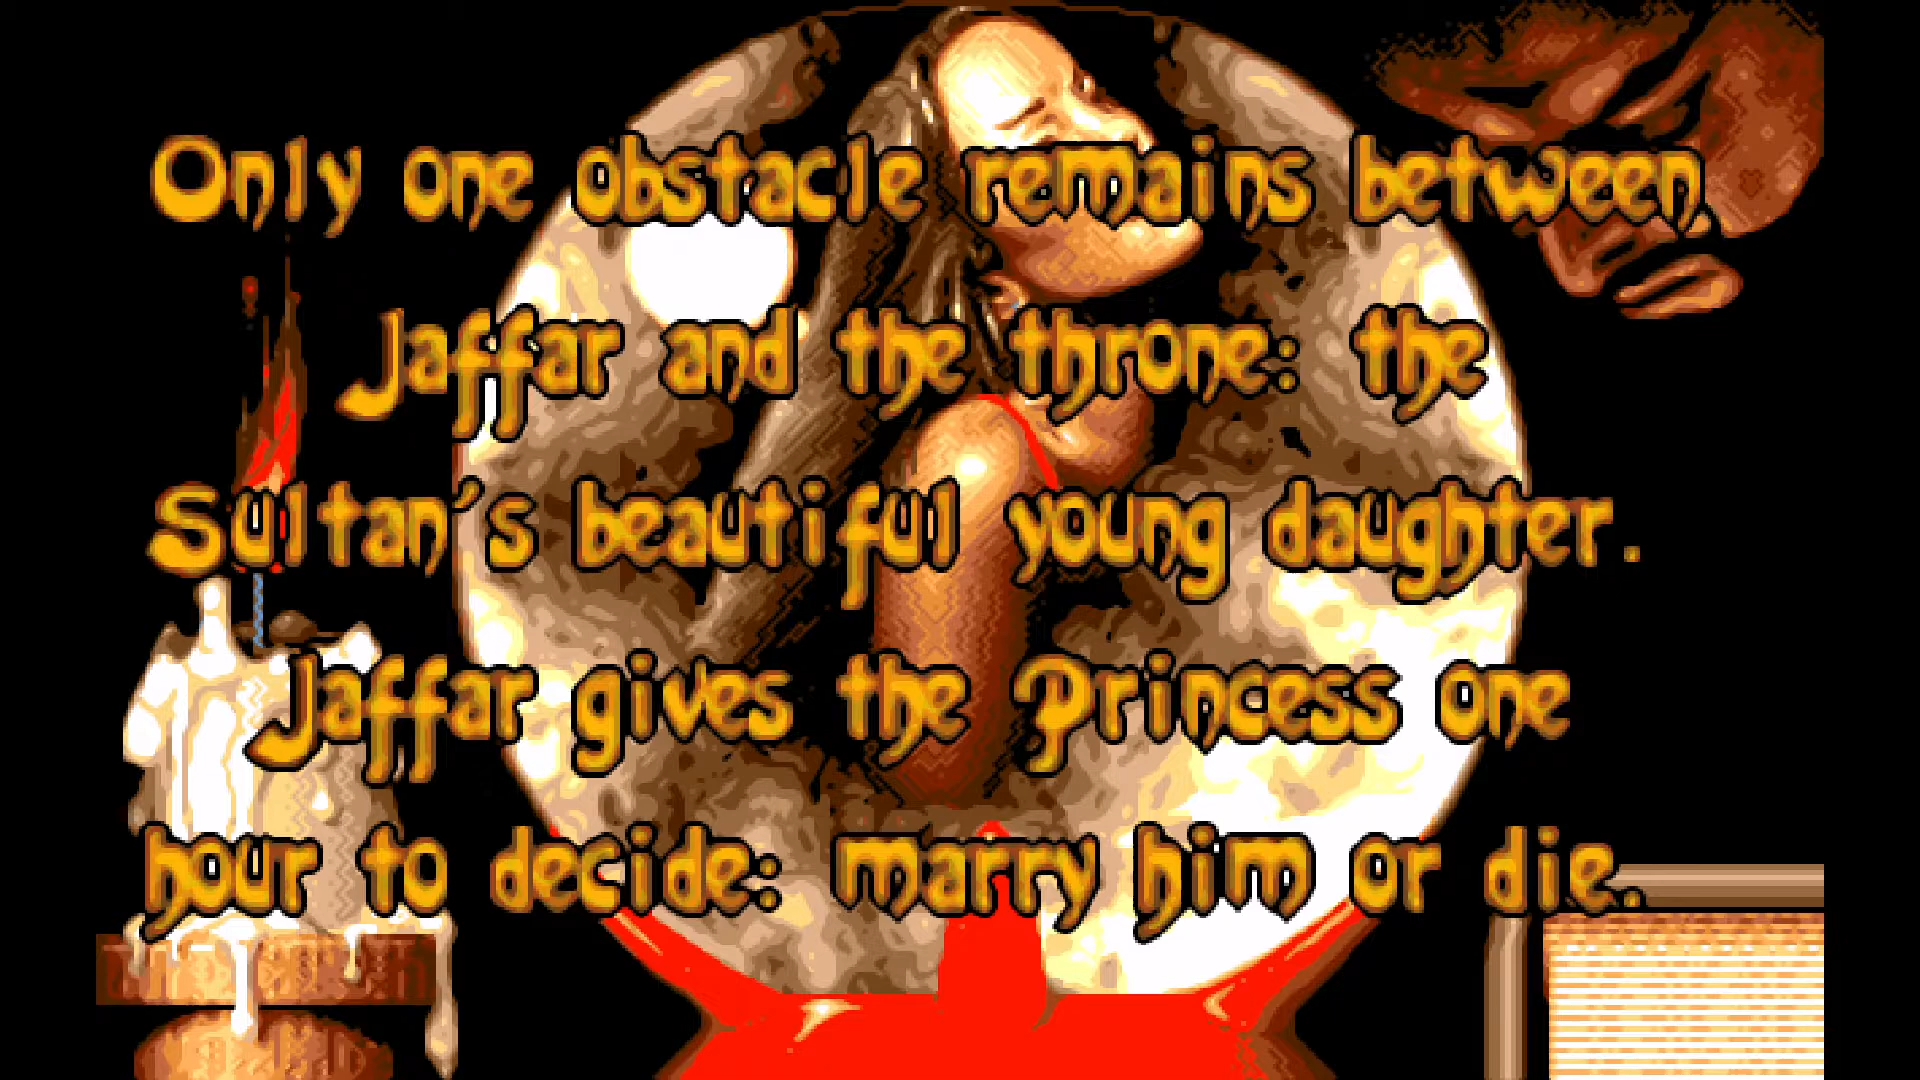 Only one obstacle remains between
Jaffar and the throne: the
Sultan's beautiful young daughter.
Jaffar gives the Princess one
hour to decide: marry him or die.